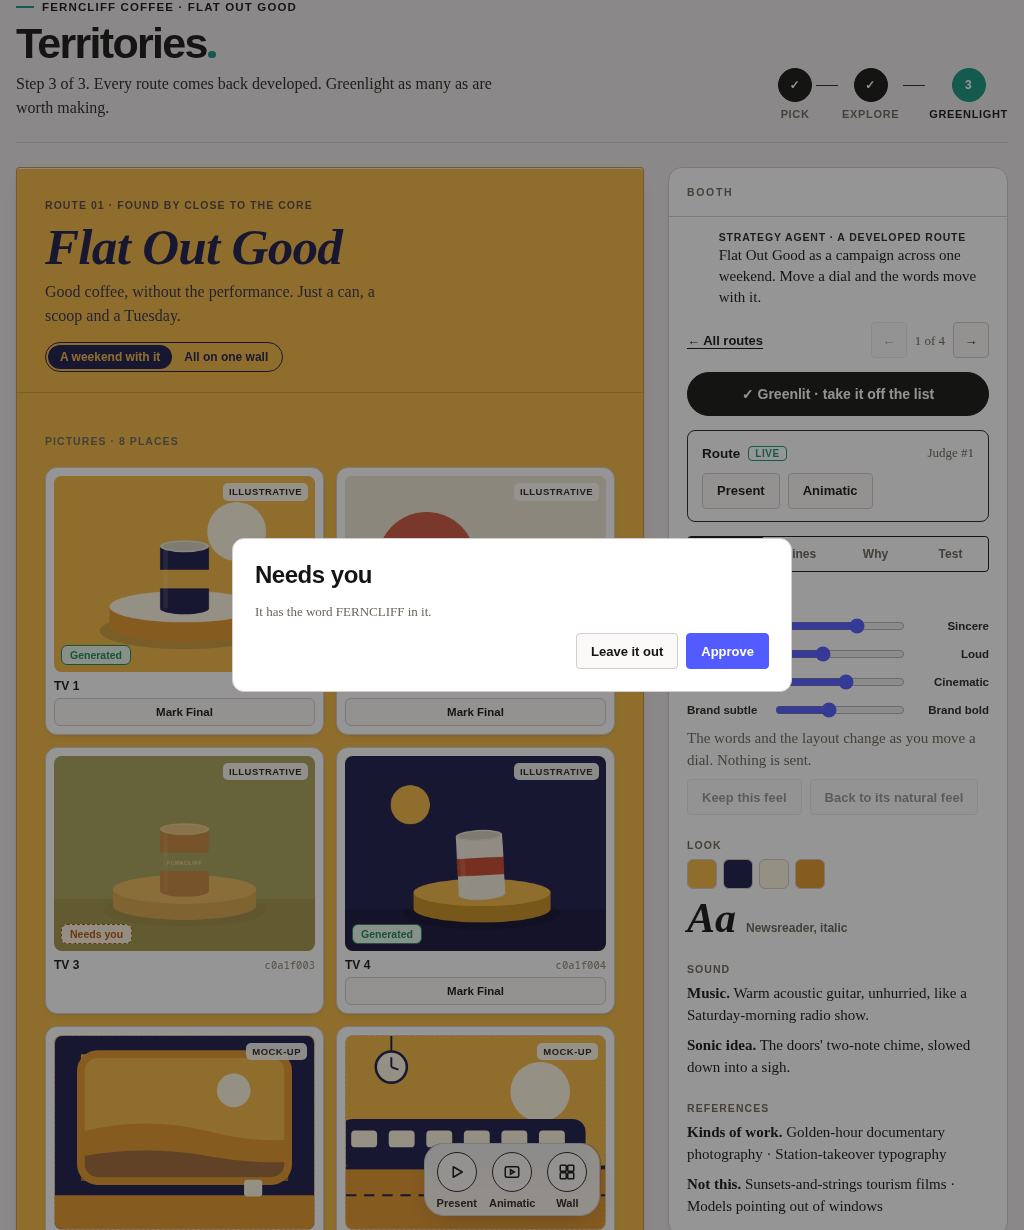 FERNCLIFF COFFEE · FLAT OUT GOOD
Territories.
Step 3 of 3. Every route comes back developed. Greenlight as many are
worth making.
✓
✓
3
PICK
EXPLORE
GREENLIGHT
ROUTE 01 · FOUND BY CLOSE TO THE CORE
Flat Out Good
Good coffee, without the performance. Just a can, a
scoop and a Tuesday.
A weekend with it
All on one wall
PICTURES · 8 PLACES
ILLUSTRATIVE
Generated
TV 1
Mark Final
ILLUSTRATIVE
Mark Final
ILLUSTRATIVE
FERNCLIFF
Needs you
TV 3
c0a1f003
ILLUSTRATIVE
Generated
TV 4
c0a1f004
Mark Final
MOCK-UP
MOCK-UP
Needs you
It has the word FERNCLIFF in it.
Leave it out
Approve
Present
Animatic
Wall
BOOTH
STRATEGY AGENT · A DEVELOPED ROUTE
Flat Out Good as a campaign across one
weekend. Move a dial and the words move
with it.
← All routes
←
1 of 4
→
✓ Greenlit · take it off the list
Route
LIVE
Judge #1
Present
Animatic
ines
Why
Test
Sincere
Loud
Cinematic
Brand subtle
Brand bold
The words and the layout change as you move a
dial. Nothing is sent.
Keep this feel
Back to its natural feel
LOOK
Aa
Newsreader, italic
SOUND
Music. Warm acoustic guitar, unhurried, like a
Saturday-morning radio show.
Sonic idea. The doors' two-note chime, slowed
down into a sigh.
REFERENCES
Kinds of work. Golden-hour documentary
photography · Station-takeover typography
Not this. Sunsets-and-strings tourism films ·
Models pointing out of windows